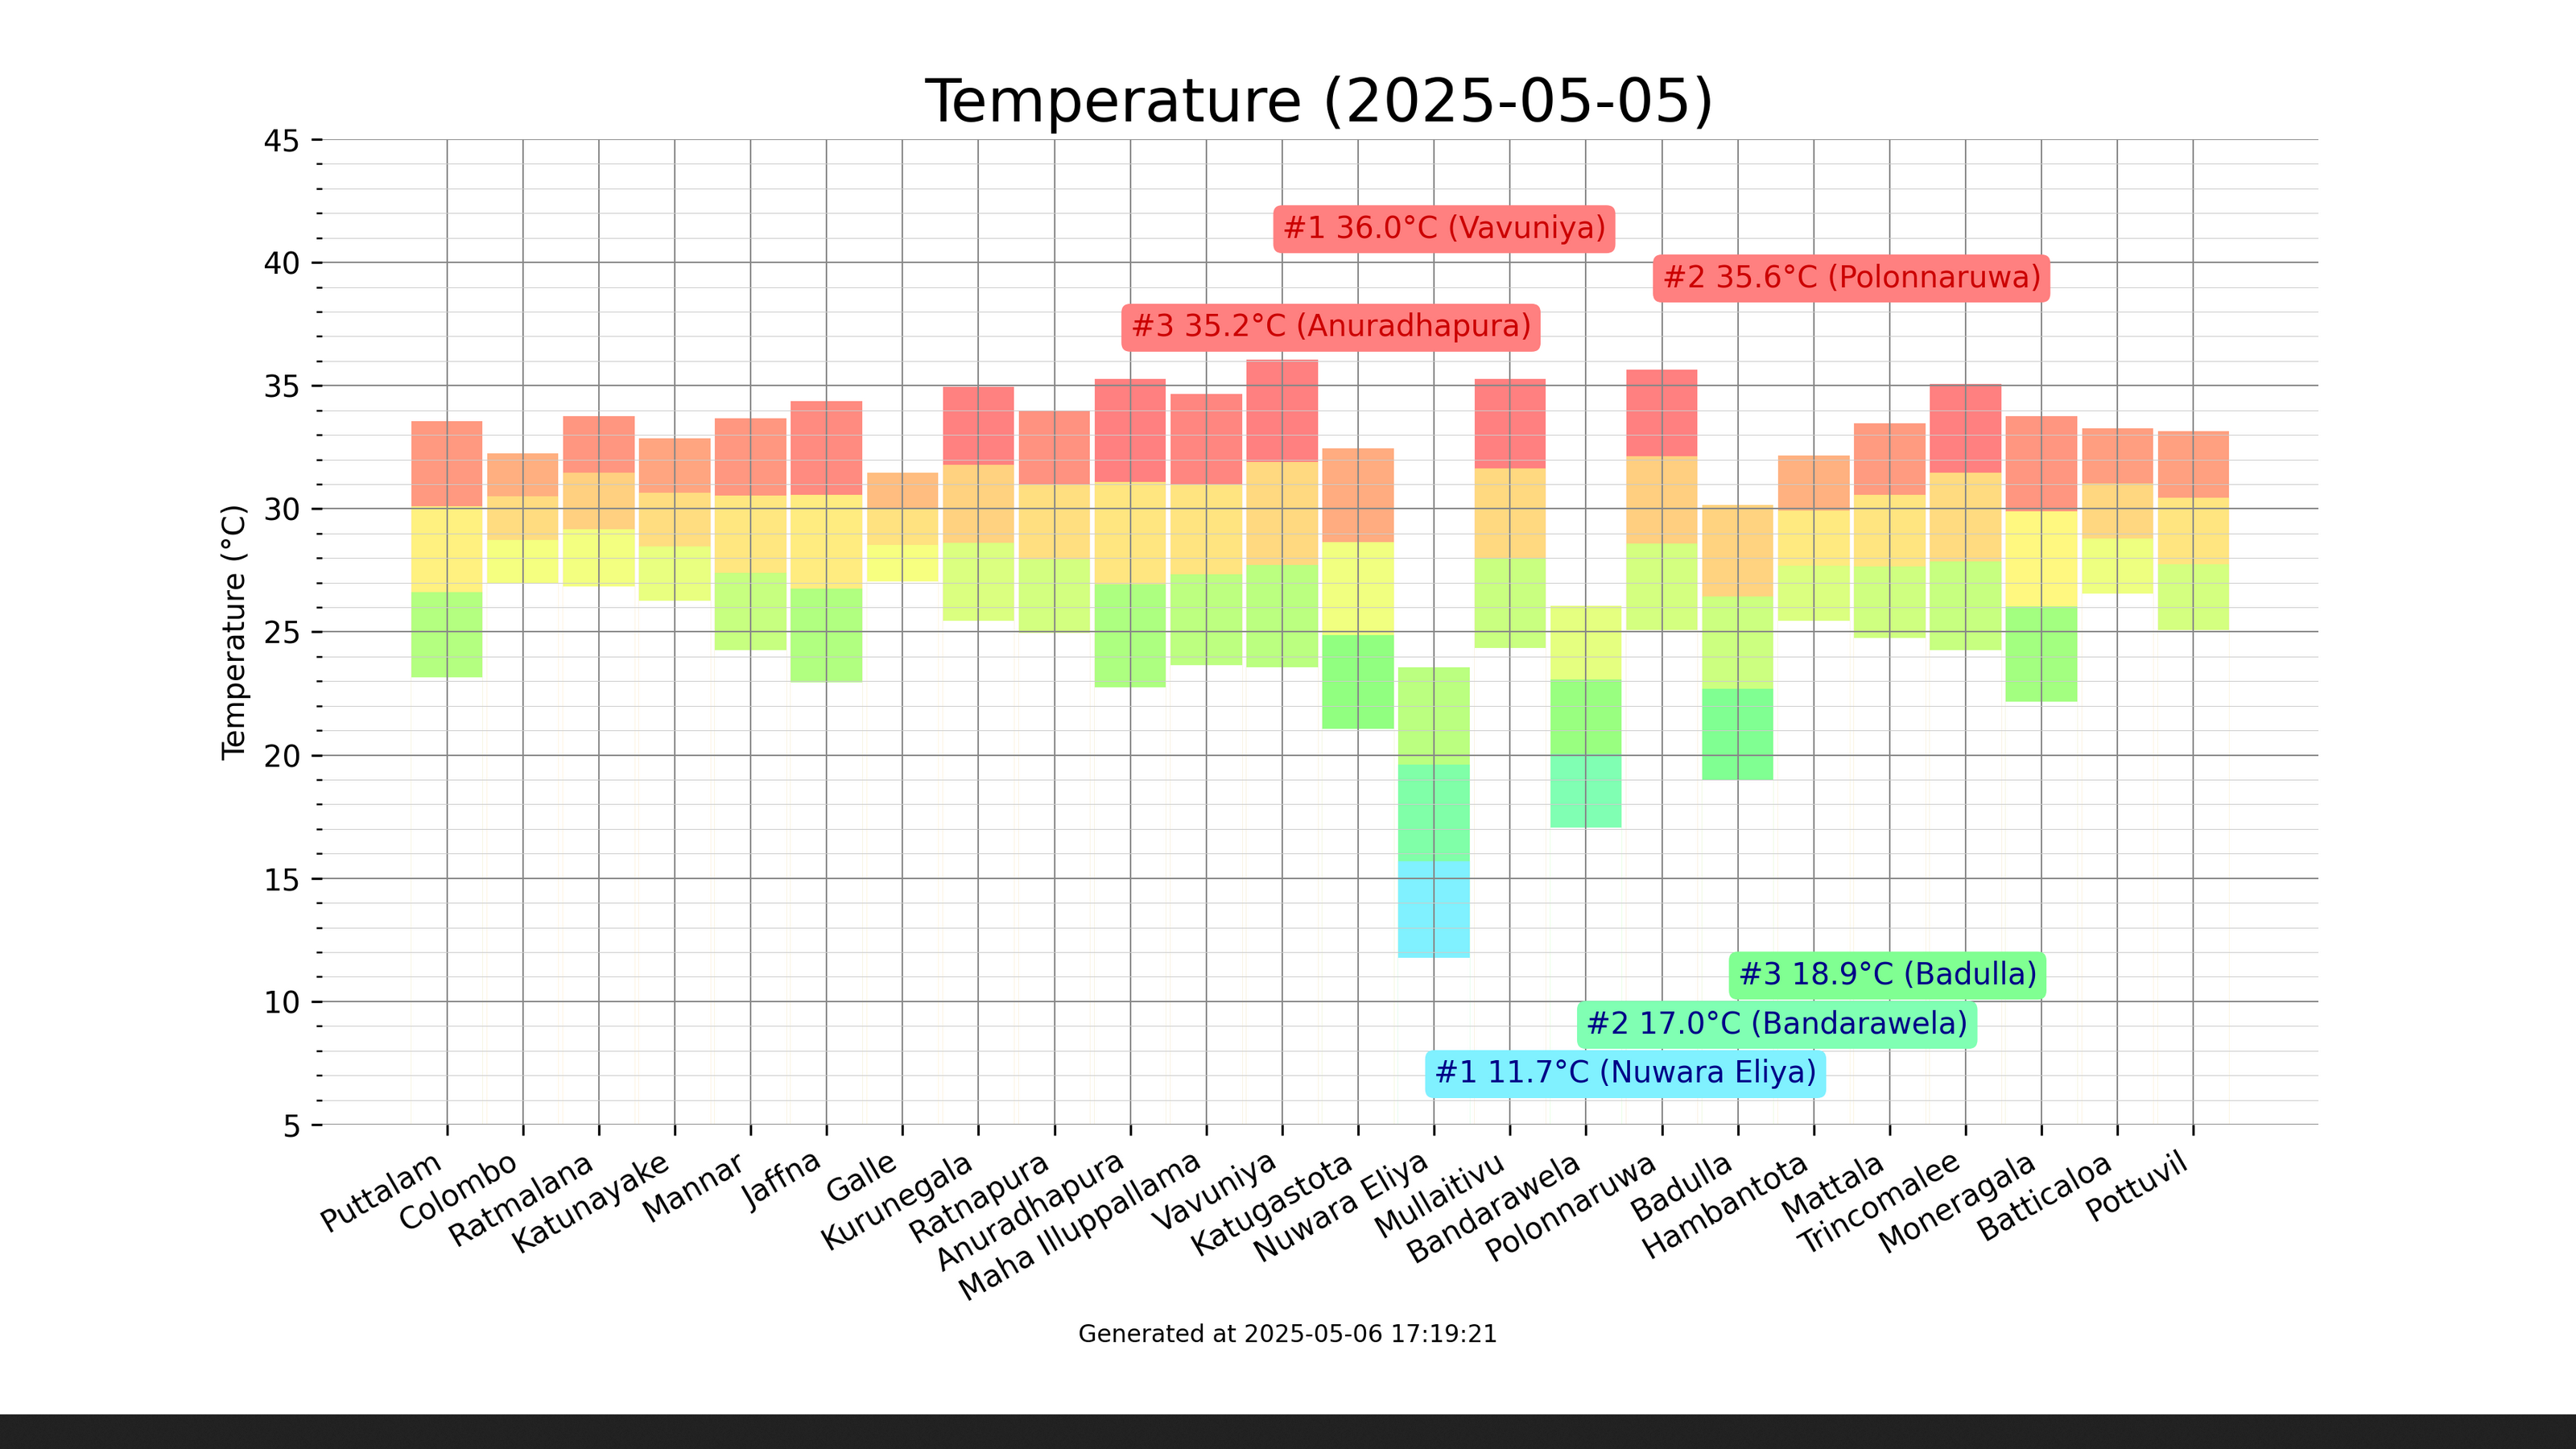 Temperature (2025-05-05)
45
40
35
30
25
20
15
10
5
Temperature (°C)
#1 36.0°C (Vavuniya)
#2 35.6°C (Polonnaruwa)
#3 35.2°C (Anuradhapura)
#3 18.9°C (Badulla)
#2 17.0°C (Bandarawela)
#1 11.7°C (Nuwara Eliya)
Puttalam
Colombo
Ratmalana
Katunayake
Mannar
Jaffna
Galle
Kurunegala
Ratnapura
Anuradhapura
Maha Illuppallama
Vavuniya
Katugastota
Nuwara Eliya
Mullaitivu
Bandarawela
Polonnaruwa
Badulla
Hambantota
Mattala
Trincomalee
Moneragala
Batticaloa
Pottuvil
Generated at 2025-05-06 17:19:21